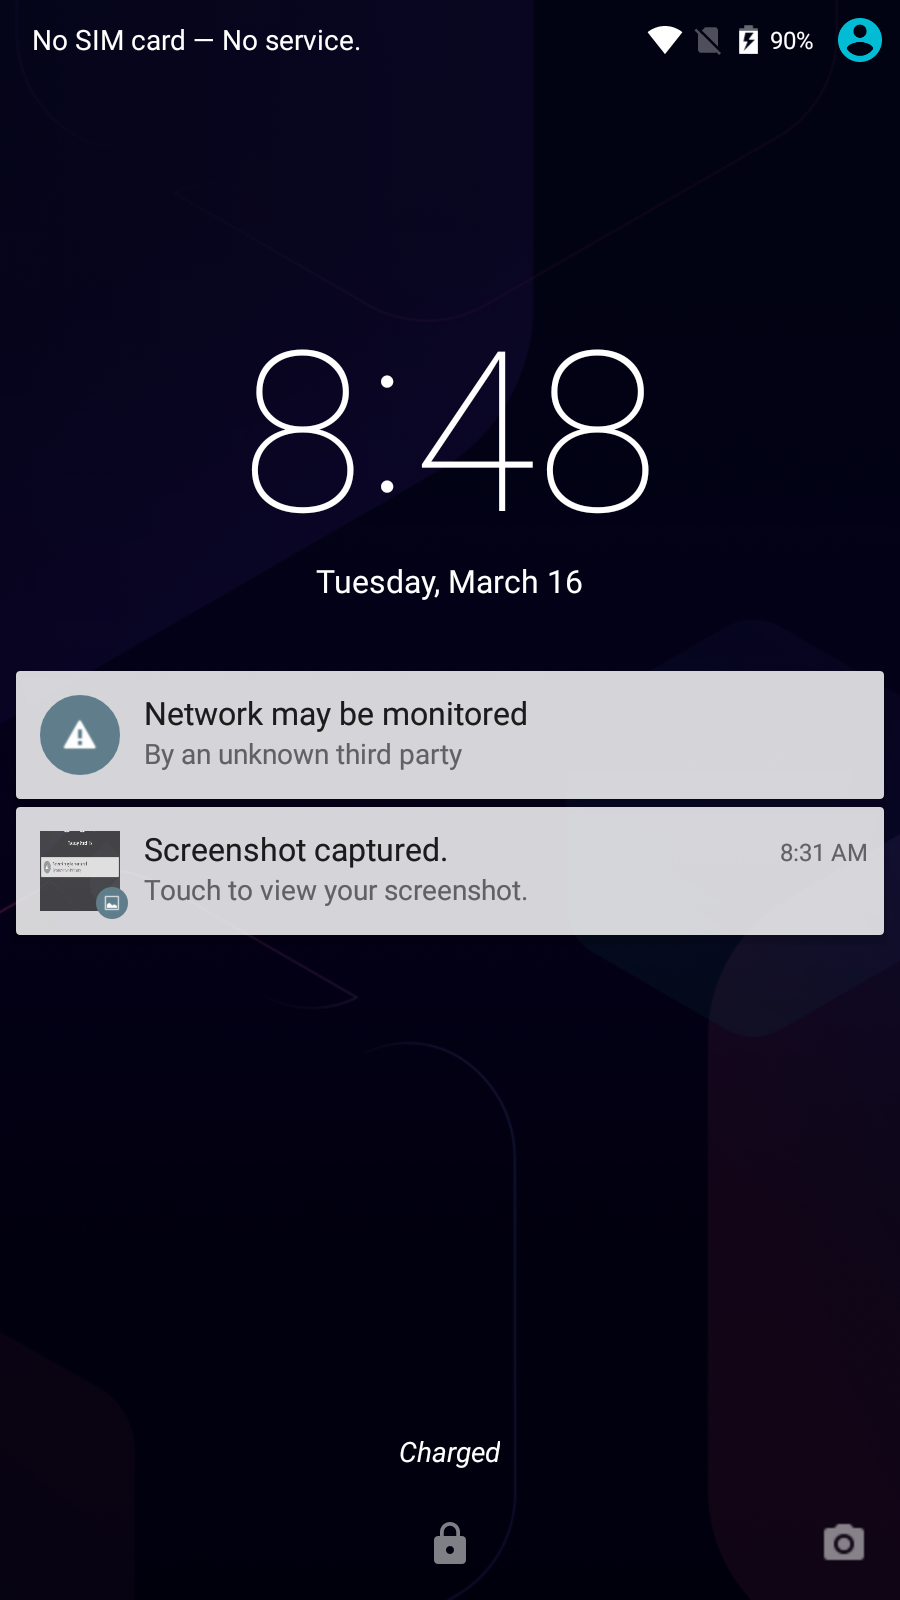 No SIM card — No service.
90%
8:48
Tuesday, March 16
Network may be monitored
By an unknown third party
Screenshot captured.
8:31 AM
Touch to view your screenshot.
Charged